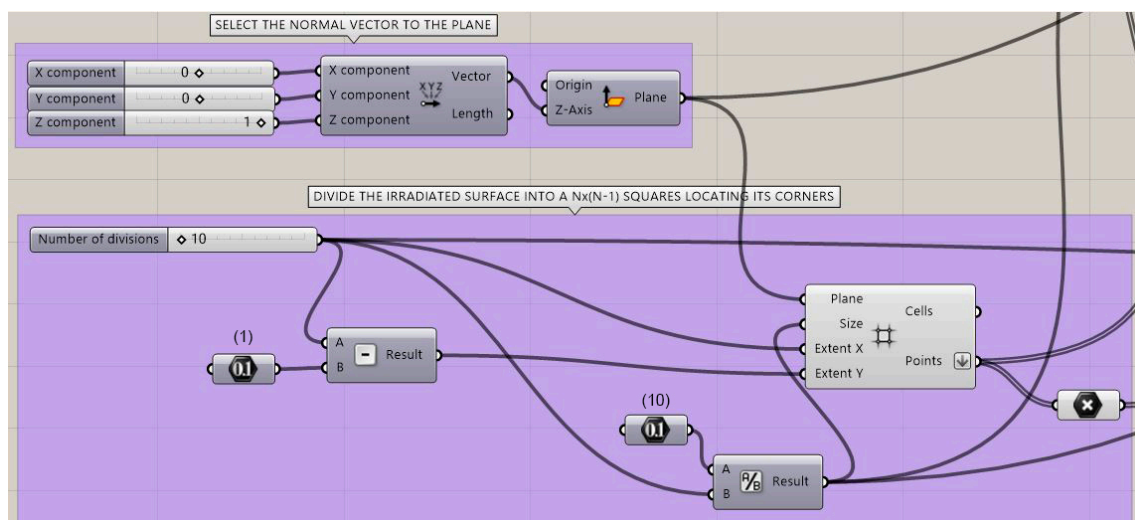 SELECT THE NORMAL VECTOR TO THE PLANE
X component 0
Y component 0
Z component 1
X component
Y component
Z component
XYZ
Vector
Length
Origin
Z-Axis
Plane
DIVIDE THE IRRADIATED SURFACE INTO A Nx(N-1) SQUARES LOCATING ITS CORNERS
Number of divisions 10
(1)
0.1
A
B
-
Result
Plane
Size
Extent X
Extent Y
Cells
Points
(10)
0.1
A
B
A/B
Result